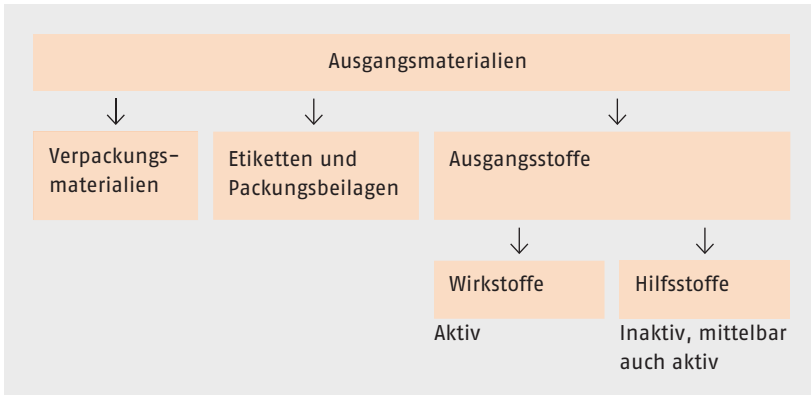 Ausgangsmaterialien
Verpackungs-
materialien
Etiketten und
Packungsbeilagen
Ausgangsstoffe
Wirkstoffe
Hilfsstoffe
Aktiv
Inaktiv, mittelbar
auch aktiv